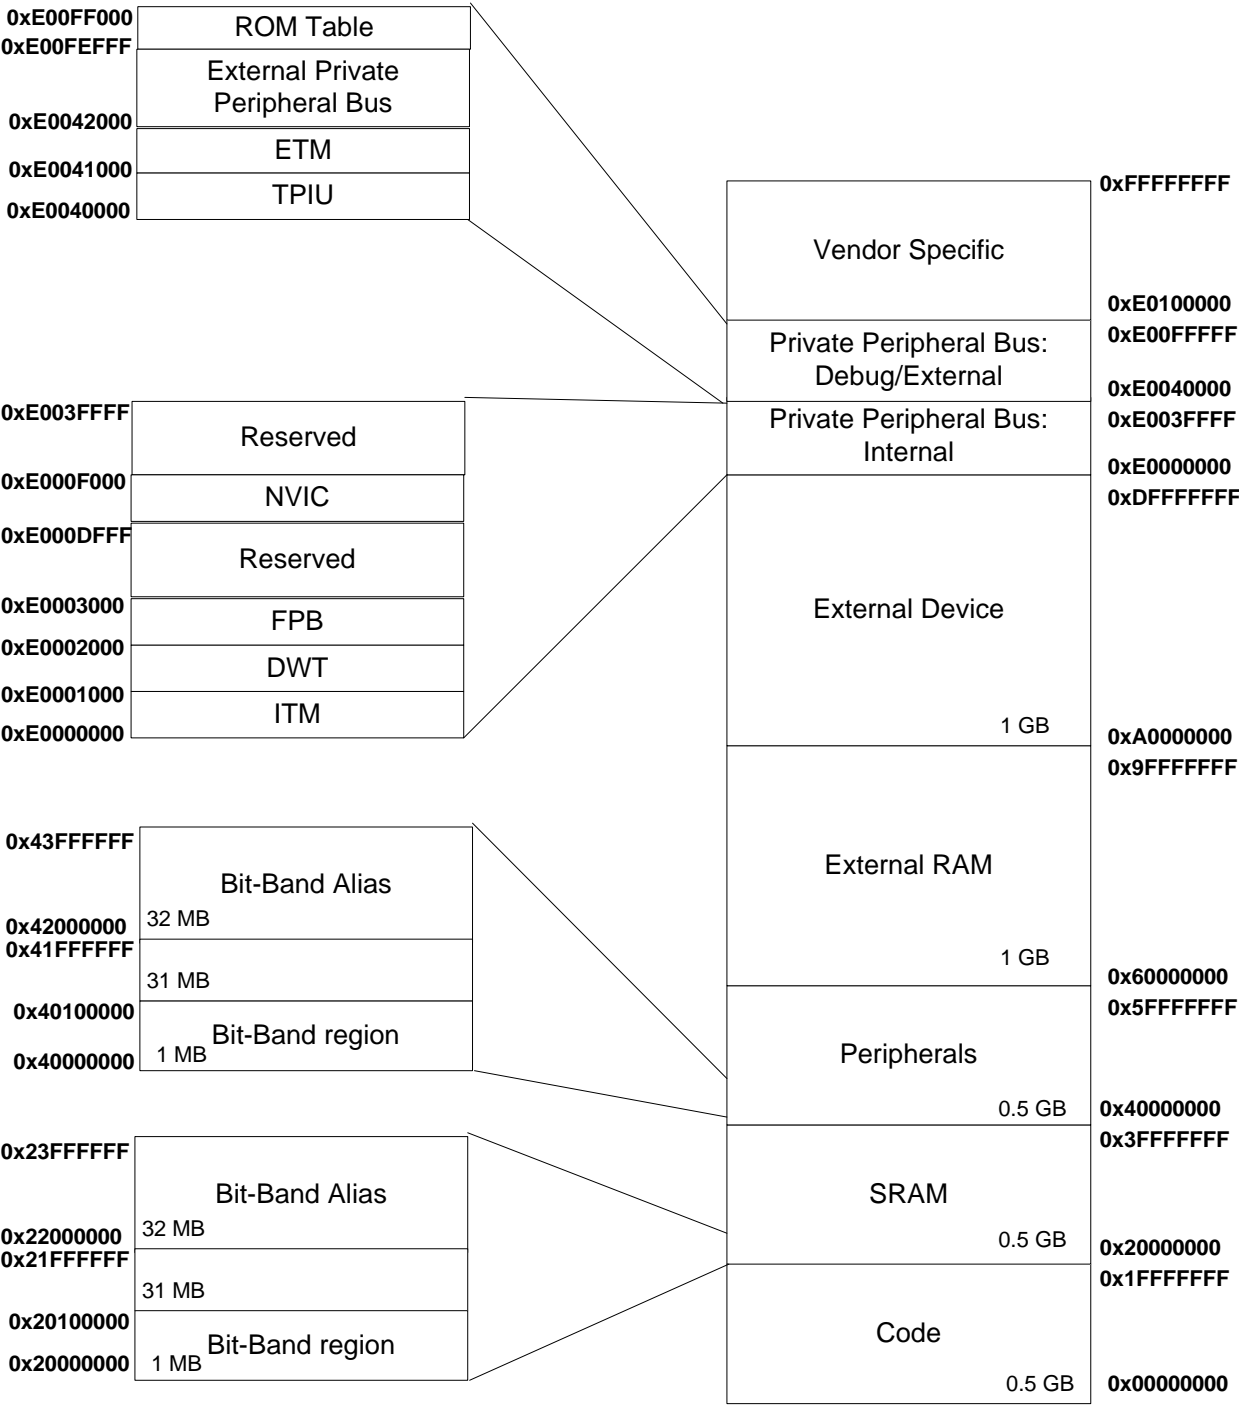 0xE00FF000
ROM Table
0xE00FEFFF
External Private
Peripheral Bus
0xE0042000
ETM
0xE0041000
TPIU
0xE0040000
0xE003FFFF
Reserved
0xE000F000
NVIC
0xE000DFFF
Reserved
0xE0003000
FPB
0xE0002000
DWT
0xE0001000
ITM
0xE0000000
0x43FFFFFF
Bit-Band Alias
32 MB
0x42000000
0x41FFFFFF
31 MB
0x40100000
Bit-Band region
1 MB
0x40000000
0x23FFFFFF
Bit-Band Alias
32 MB
0x22000000
0x21FFFFFF
31 MB
0x20100000
Bit-Band region
1 MB
0x20000000
0xFFFFFFFF
Vendor Specific
0xE0100000
0xE00FFFFF
Private Peripheral Bus:
Debug/External
0xE0040000
0xE003FFFF
Private Peripheral Bus:
Internal
0xE0000000
0xDFFFFFFF
External Device
1 GB
0xA0000000
0x9FFFFFFF
External RAM
1 GB
0x60000000
0x5FFFFFFF
Peripherals
0.5 GB
0x40000000
0x3FFFFFFF
SRAM
0.5 GB
0x20000000
0x1FFFFFFF
Code
0.5 GB
0x00000000